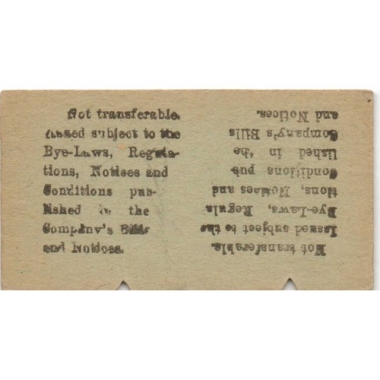 Not transferable.
Issued subject to the
Bye-Laws, Regula-
tions, Notices and
Conditions pub-
lished in the
Company's Bills
and Notices.
Not transferable.
Issued subject to the
Bye-Laws, Regula-
tions, Notices and
Conditions pub-
lished in the
Company's Bills
and Notices.